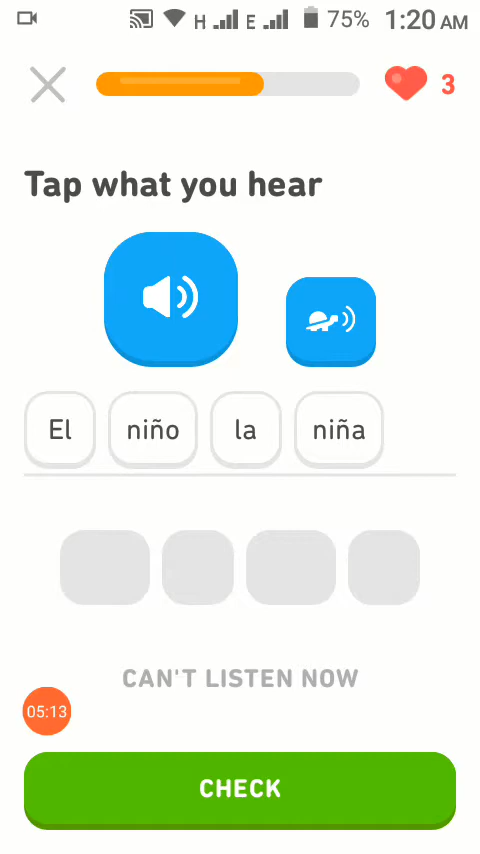 H E 75% 1:20 AM
3
Tap what you hear
El niño la niña
CAN'T LISTEN NOW
05:13
CHECK